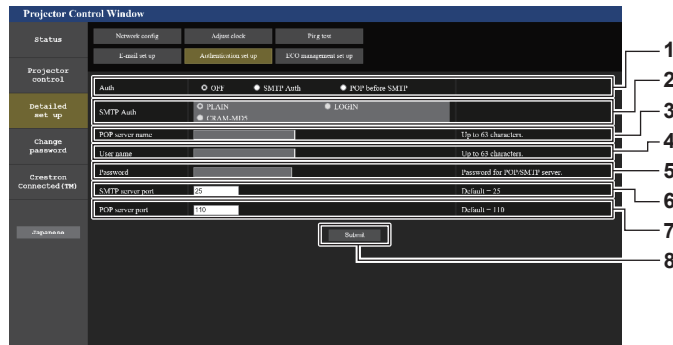 Projector Control Window
Status
Network config
Adjust clock
Ping test
E-mail set up
Authentication set up
ECO management set up
Projector
control
Detailed
set up
Change
password
Crestron
Connected(TM)
Japanese
Auth
OFF
SMTP Auth
POP before SMTP
SMTP Auth
PLAIN
LOGIN
CRAM-MD5
POP server name
Up to 63 characters.
User name
Up to 63 characters.
Password
Password for POP/SMTP server.
SMTP server port
25
Default = 25
POP server port
110
Default = 110
Submit
1
2
3
4
5
6
7
8